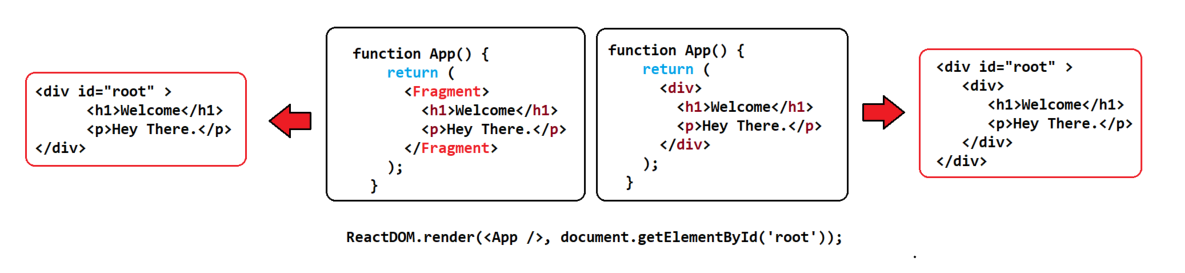 <div id="root" >
<h1>Welcome</h1>
<p>Hey There.</p>
</div>
function App() {
return (
<Fragment>
<h1>Welcome</h1>
<p>Hey There.</p>
</Fragment>
);
}
function App() {
return (
<div>
<h1>Welcome</h1>
<p>Hey There.</p>
</div>
);
}
<div id="root" >
<div>
<h1>Welcome</h1>
<p>Hey There.</p>
</div>
</div>
ReactDOM.render(<App />, document.getElementById('root'));